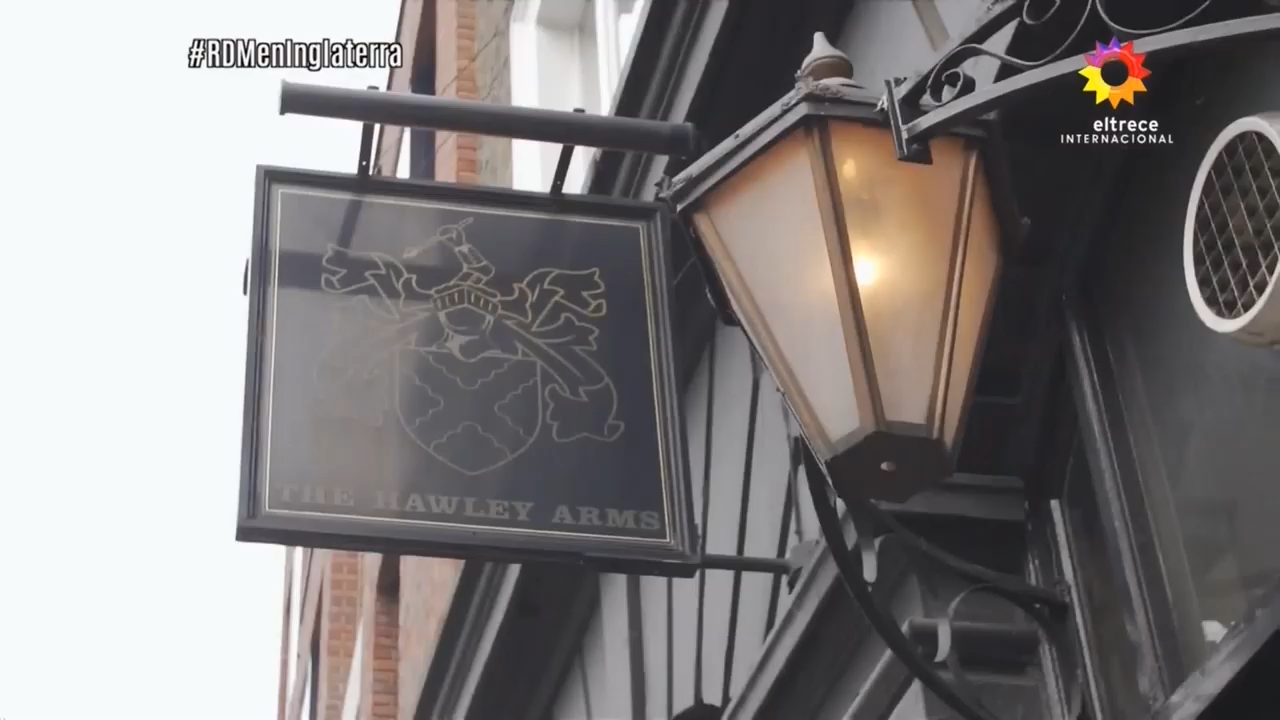 #RDMenInglaterra
eltrece
INTERNACIONAL
THE HAWLEY ARMS